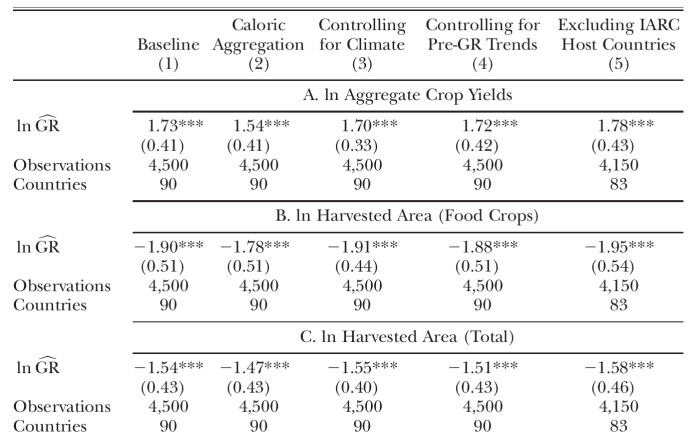 Caloric Controlling Controlling for Excluding IARC
Baseline Aggregation for Climate Pre-GR Trends Host Countries
(1) (2) (3) (4) (5)
A. ln Aggregate Crop Yields
ln G͡R 1.73*** 1.54*** 1.70*** 1.72*** 1.78***
(0.41) (0.41) (0.33) (0.42) (0.43)
Observations 4,500 4,500 4,500 4,500 4,150
Countries 90 90 90 90 83
B. ln Harvested Area (Food Crops)
ln G͡R −1.90*** −1.78*** −1.91*** −1.88*** −1.95***
(0.51) (0.51) (0.44) (0.51) (0.54)
Observations 4,500 4,500 4,500 4,500 4,150
Countries 90 90 90 90 83
C. ln Harvested Area (Total)
ln G͡R −1.54*** −1.47*** −1.55*** −1.51*** −1.58***
(0.43) (0.43) (0.40) (0.43) (0.46)
Observations 4,500 4,500 4,500 4,500 4,150
Countries 90 90 90 90 83